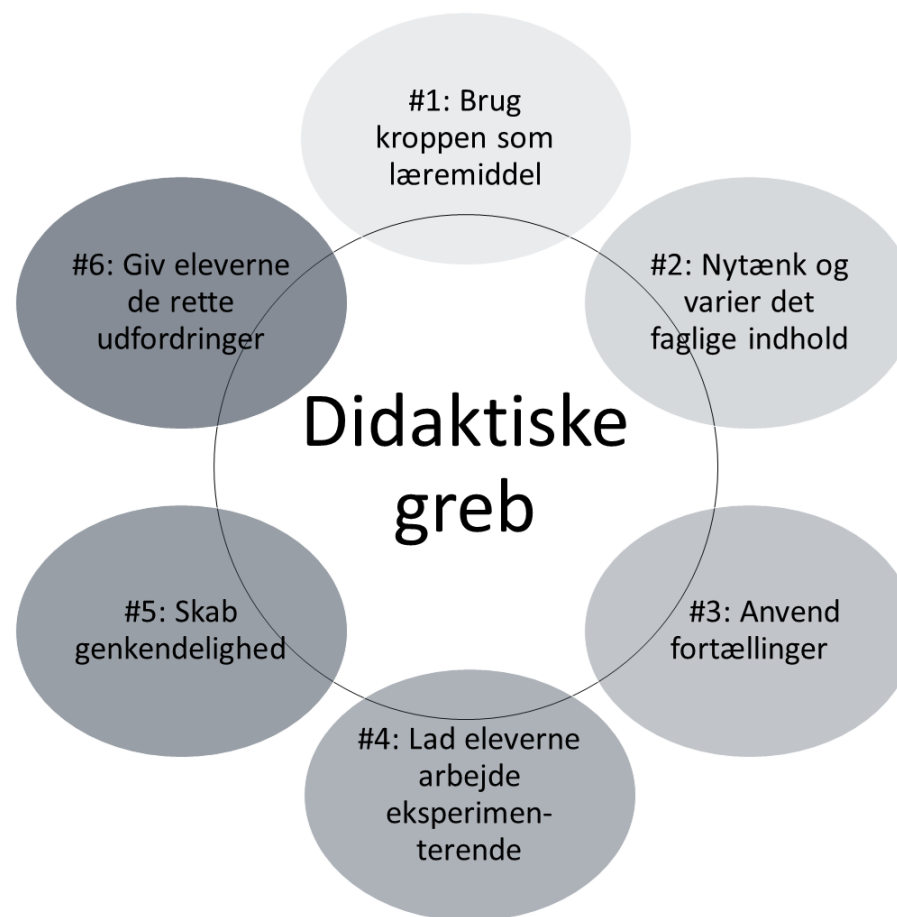 #1: Brug
kroppen som
læremiddel
#2: Nytænk og
varier det
faglige indhold
#3: Anvend
fortællinger
#4: Lad eleverne
arbejde
eksperimen-
terende
#5: Skab
genkendelighed
#6: Giv eleverne
de rette
udfordringer
Didaktiske
greb